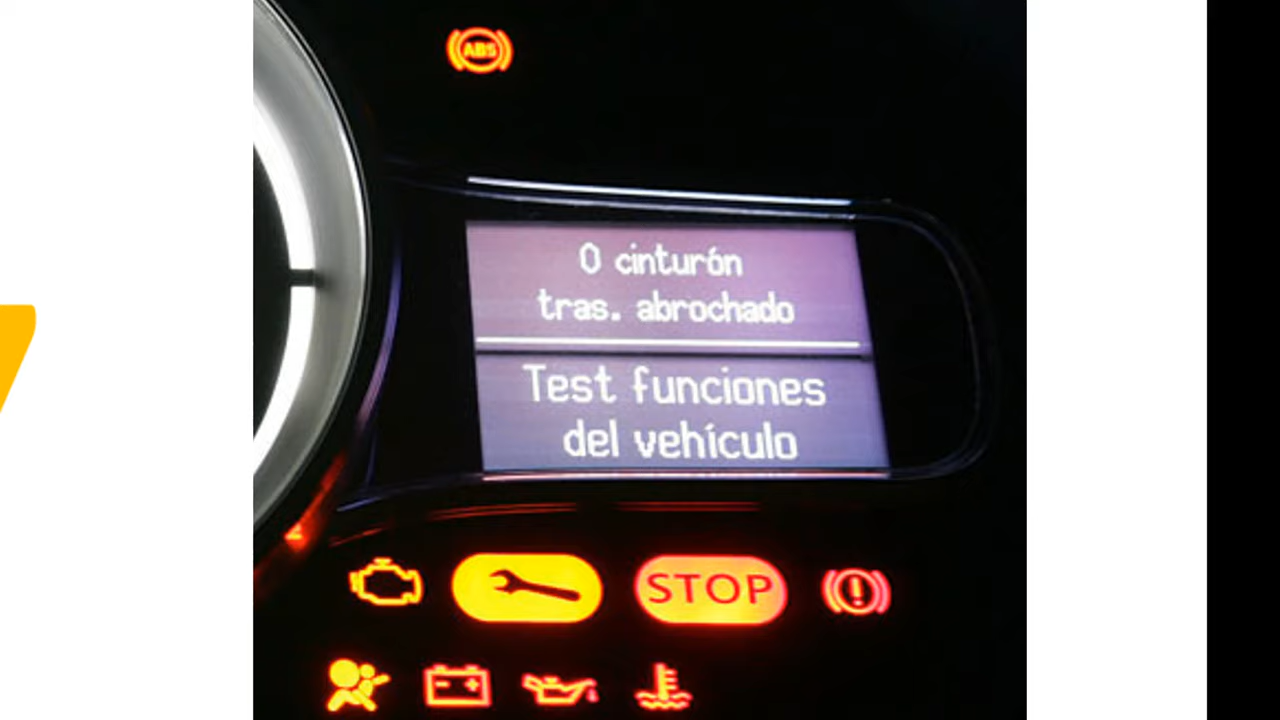 ABS
0 cinturón
tras. abrochado
Test funciones
del vehículo
STOP